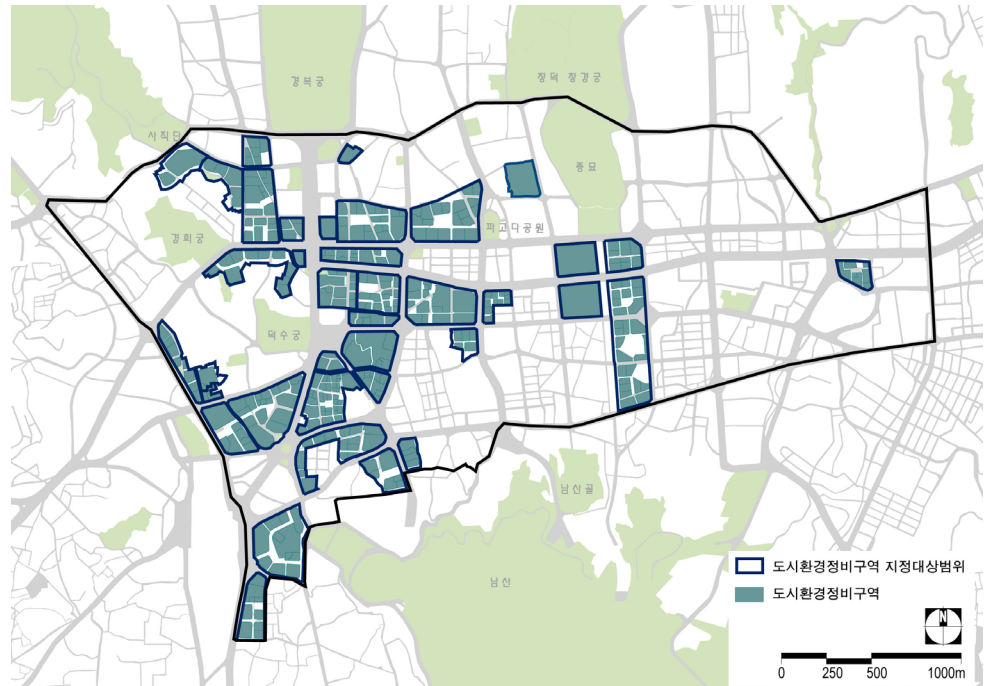 경복궁
창덕 창경궁
사직단
종묘
파고다공원
경희궁
덕수궁
남산골
남산
도시환경정비구역 지정대상범위
도시환경정비구역
N
0 250 500 1000m